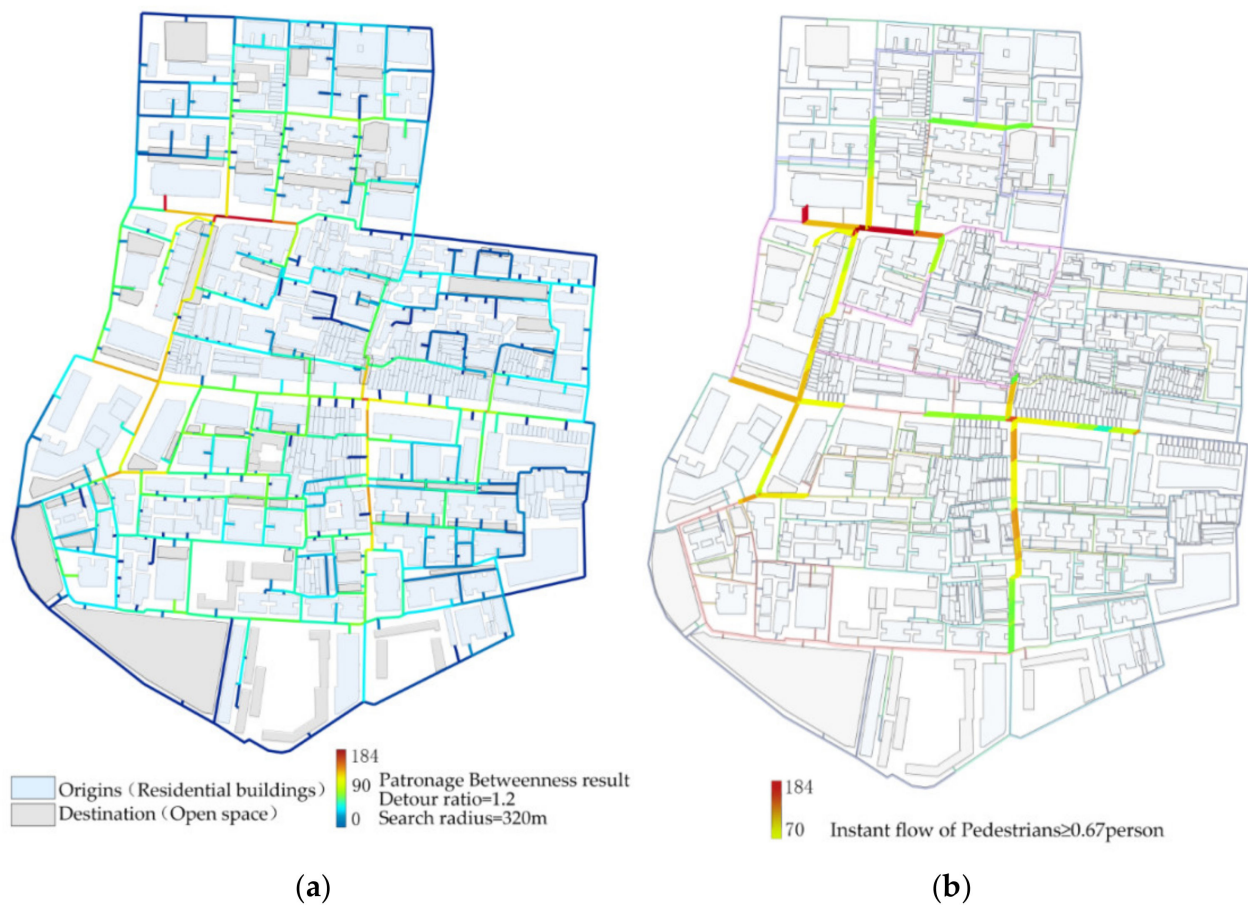 Origins (Residential buildings)
Destination (Open space)
184
90
0
Patronage Betweenness result
Detour ratio=1.2
Search radius=320m
184
70
Instant flow of Pedestrians≥0.67person
(a)
(b)